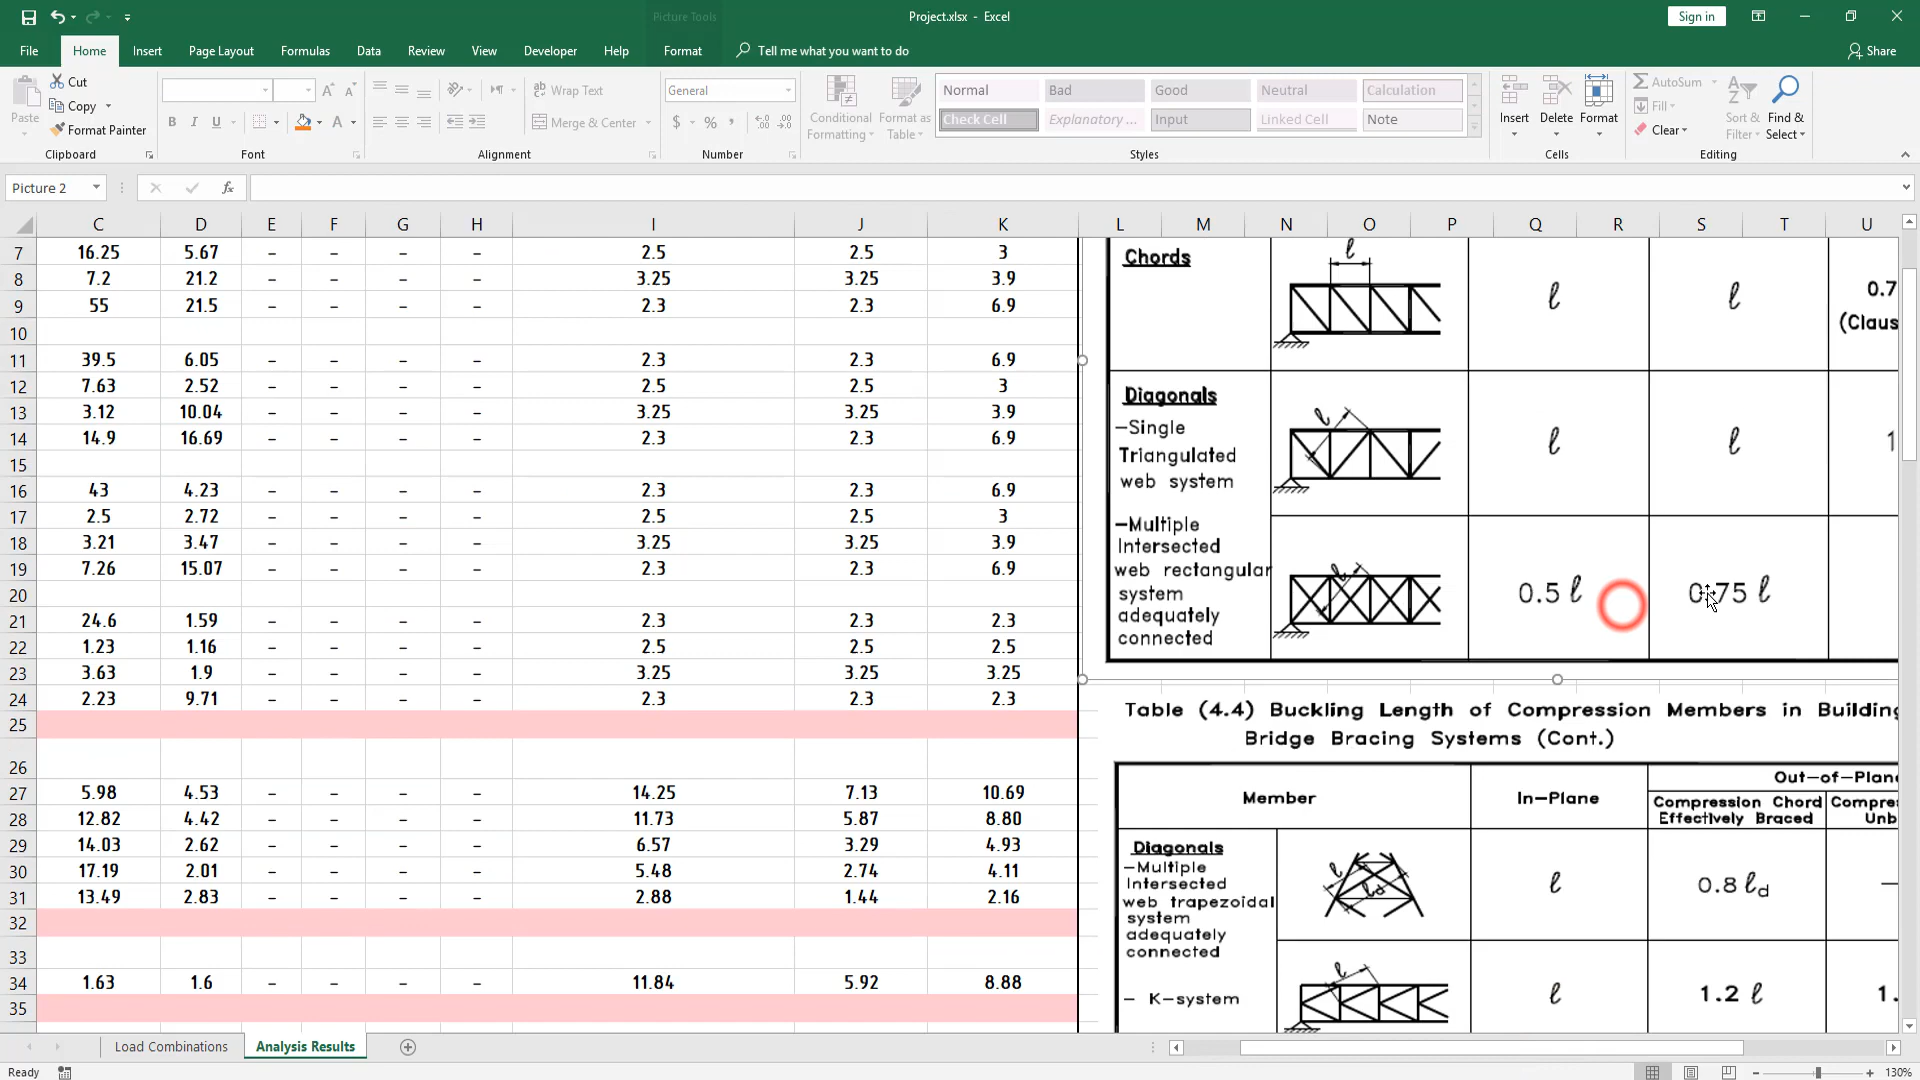 Picture Tools
Project.xlsx - Excel
Sign in
File Home Insert Page Layout Formulas Data Review View Developer Help Format Tell me what you want to do Share
Paste
Cut
Copy
Format Painter
Clipboard
B I U
Font
Wrap Text
Merge & Center
Alignment
General
$ % ,
Number
Conditional Formatting
Format as Table
Normal Bad Good Neutral Calculation
Check Cell Explanatory ... Input Linked Cell Note
Styles
Insert Delete Format
Cells
AutoSum
Fill
Clear
Sort & Filter
Find & Select
Editing
Picture 2
fx
C D E F G H I J K L M N O P Q R S T U
7 16.25 5.67 - - - - 2.5 2.5 3
8 7.2 21.2 - - - - 3.25 3.25 3.9
9 55 21.5 - - - - 2.3 2.3 6.9
10
11 39.5 6.05 - - - - 2.3 2.3 6.9
12 7.63 2.52 - - - - 2.5 2.5 3
13 3.12 10.04 - - - - 3.25 3.25 3.9
14 14.9 16.69 - - - - 2.3 2.3 6.9
15
16 43 4.23 - - - - 2.3 2.3 6.9
17 2.5 2.72 - - - - 2.5 2.5 3
18 3.21 3.47 - - - - 3.25 3.25 3.9
19 7.26 15.07 - - - - 2.3 2.3 6.9
20
21 24.6 1.59 - - - - 2.3 2.3 2.3
22 1.23 1.16 - - - - 2.5 2.5 2.5
23 3.63 1.9 - - - - 3.25 3.25 3.25
24 2.23 9.71 - - - - 2.3 2.3 2.3
25
26
27 5.98 4.53 - - - - 14.25 7.13 10.69
28 12.82 4.42 - - - - 11.73 5.87 8.80
29 14.03 2.62 - - - - 6.57 3.29 4.93
30 17.19 2.01 - - - - 5.48 2.74 4.11
31 13.49 2.83 - - - - 2.88 1.44 2.16
32
33
34 1.63 1.6 - - - - 11.84 5.92 8.88
35
Chords
ℓ
ℓ ℓ 0.7
(Claus
Diagonals
-Single
Triangulated
web system
ℓ
ℓ ℓ 1
-Multiple
Intersected
web rectangular
system
adequately
connected
ℓ
0.5 ℓ 0.75 ℓ
Table (4.4) Buckling Length of Compression Members in Building
Bridge Bracing Systems (Cont.)
Member
In-Plane
Out-of-Plane
Compression Chord
Effectively Braced
Compre
Unb
Diagonals
-Multiple
Intersected
web trapezoidal
system
adequately
connected
ℓ ℓd
ℓ 0.8 ℓd -
- K-system
ℓ
ℓ 1.2 ℓ 1.
Load Combinations Analysis Results
Ready
130%